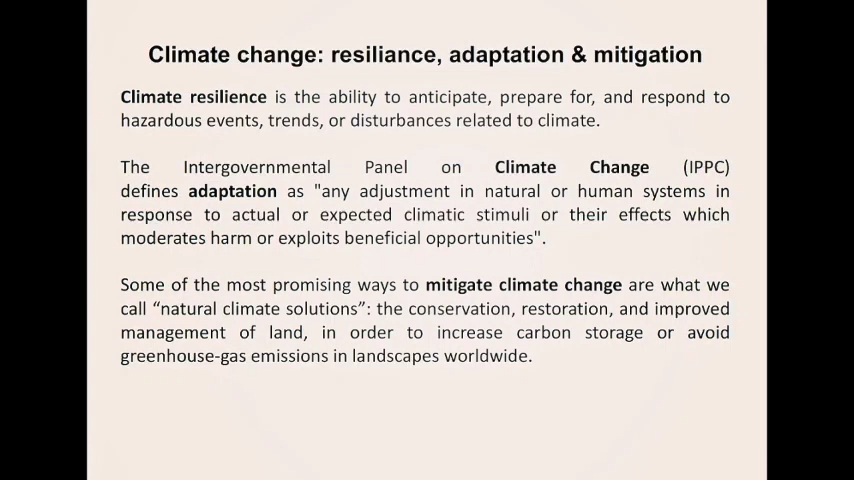 Climate change: resiliance, adaptation & mitigation
Climate resilience is the ability to anticipate, prepare for, and respond to
hazardous events, trends, or disturbances related to climate.
The Intergovernmental Panel on Climate Change (IPPC)
defines adaptation as "any adjustment in natural or human systems in
response to actual or expected climatic stimuli or their effects which
moderates harm or exploits beneficial opportunities".
Some of the most promising ways to mitigate climate change are what we
call “natural climate solutions”: the conservation, restoration, and improved
management of land, in order to increase carbon storage or avoid
greenhouse-gas emissions in landscapes worldwide.